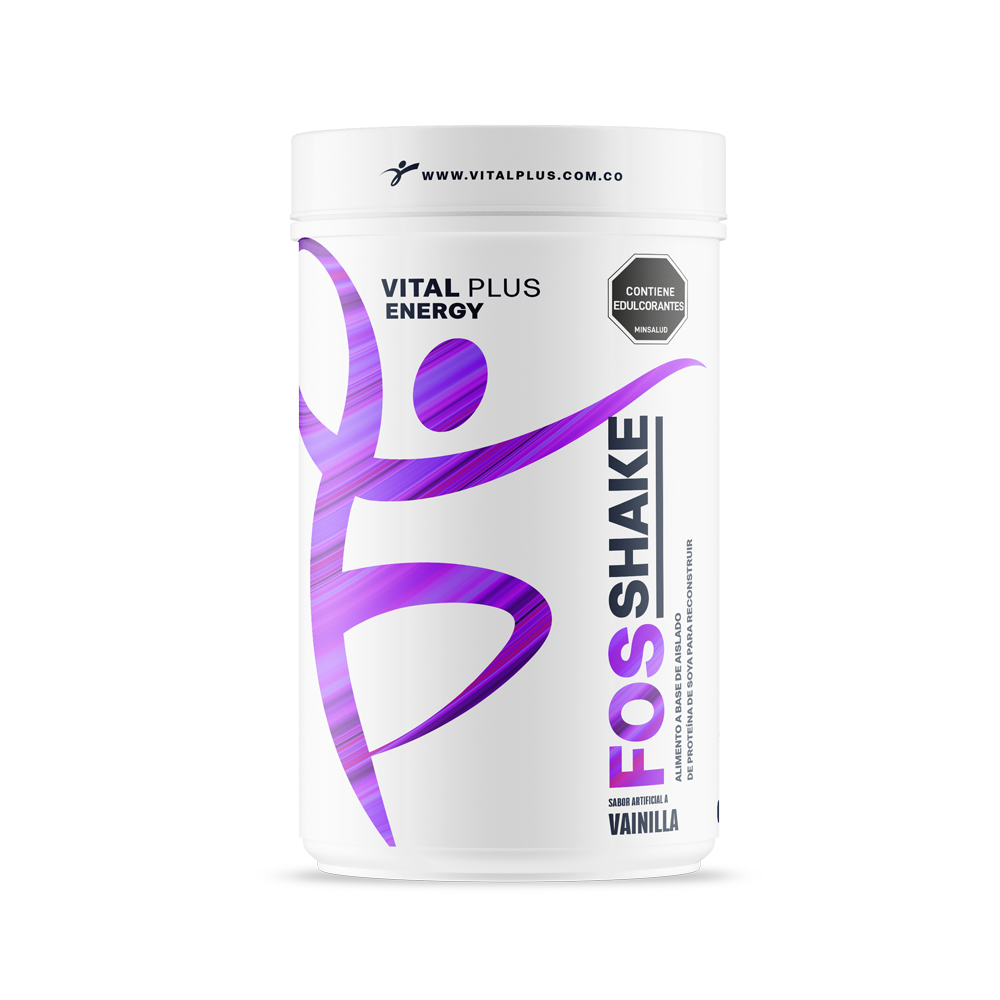 WWW.VITALPLUS.COM.CO
VITAL PLUS
ENERGY
CONTIENE
EDULCORANTES
MINSALUD
FOSSHAKE
ALIMENTO A BASE DE AISLADO
DE PROTEÍNA DE SOYA PARA RECONSTRUIR
SABOR ARTIFICIAL A
VAINILLA